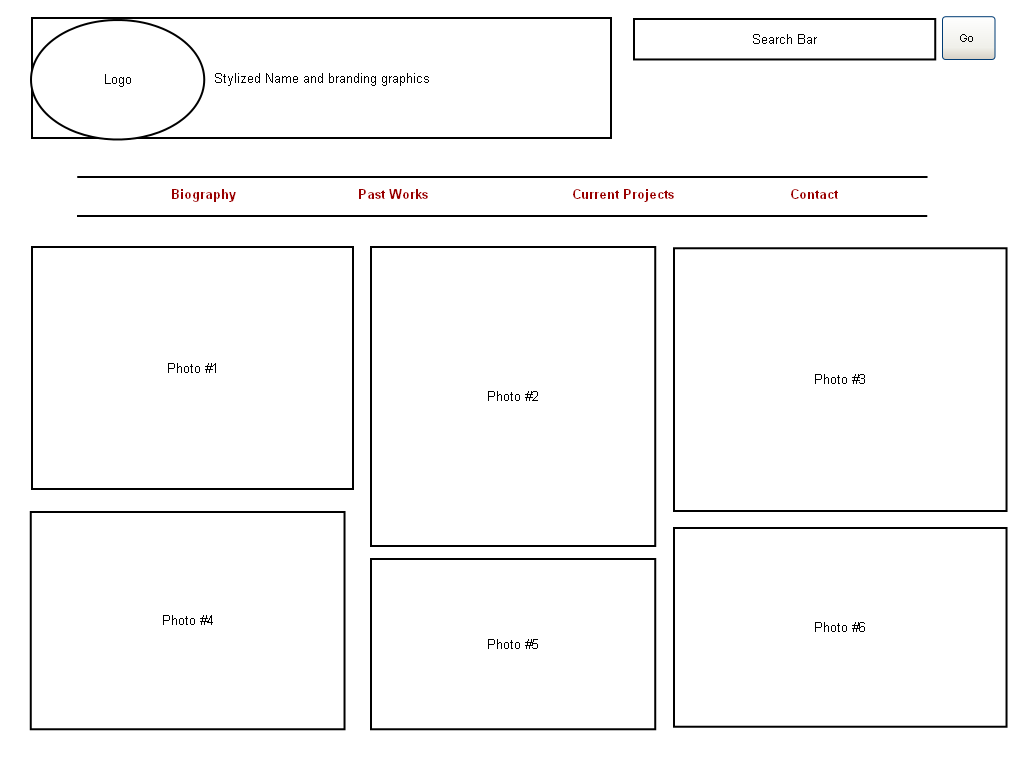 Logo
Stylized Name and branding graphics
Search Bar
Go
Biography
Past Works
Current Projects
Contact
Photo #1
Photo #2
Photo #3
Photo #4
Photo #5
Photo #6